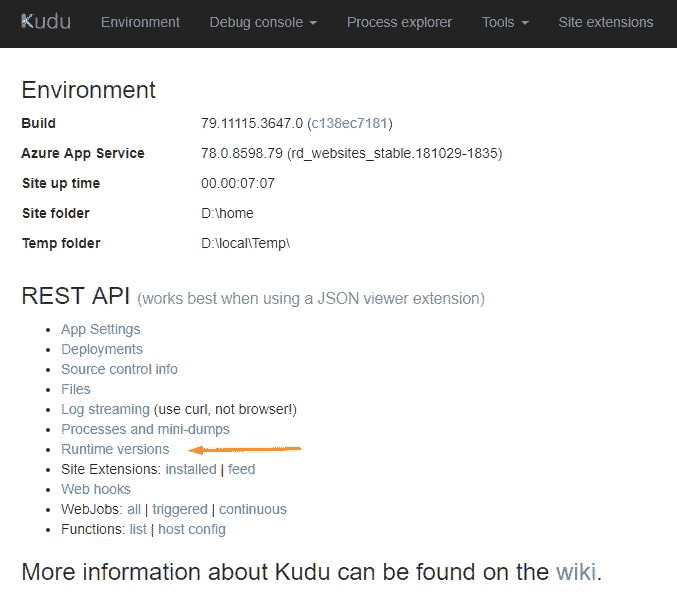 Kudu Environment Debug console Process explorer Tools Site extensions
Environment
Build 79.11115.3647.0 (c138ec7181)
Azure App Service 78.0.8598.79 (rd_websites_stable.181029-1835)
Site up time 00.00:07:07
Site folder D:\home
Temp folder D:\local\Temp\
REST API (works best when using a JSON viewer extension)
• App Settings
• Deployments
• Source control info
• Files
• Log streaming (use curl, not browser!)
• Processes and mini-dumps
• Runtime versions
• Site Extensions: installed | feed
• Web hooks
• WebJobs: all | triggered | continuous
• Functions: list | host config
More information about Kudu can be found on the wiki.